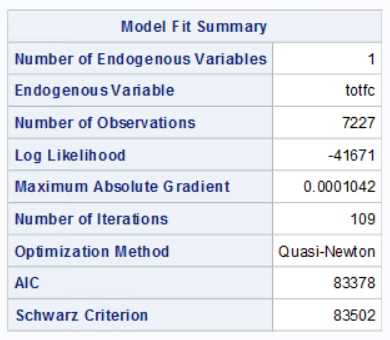 Model Fit Summary
Number of Endogenous Variables 1
Endogenous Variable totfc
Number of Observations 7227
Log Likelihood -41671
Maximum Absolute Gradient 0.0001042
Number of Iterations 109
Optimization Method Quasi-Newton
AIC 83378
Schwarz Criterion 83502